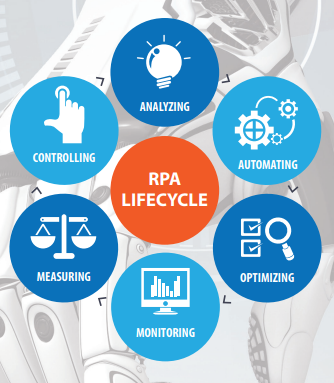 ANALYZING
AUTOMATING
OPTIMIZING
MONITORING
MEASURING
CONTROLLING
RPA
LIFECYCLE